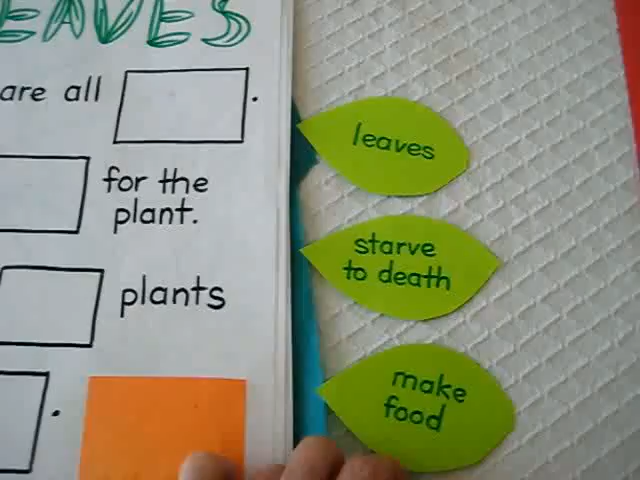 EAVES
are all .
for the
plant.
plants
.
leaves
starve
to death
make
food